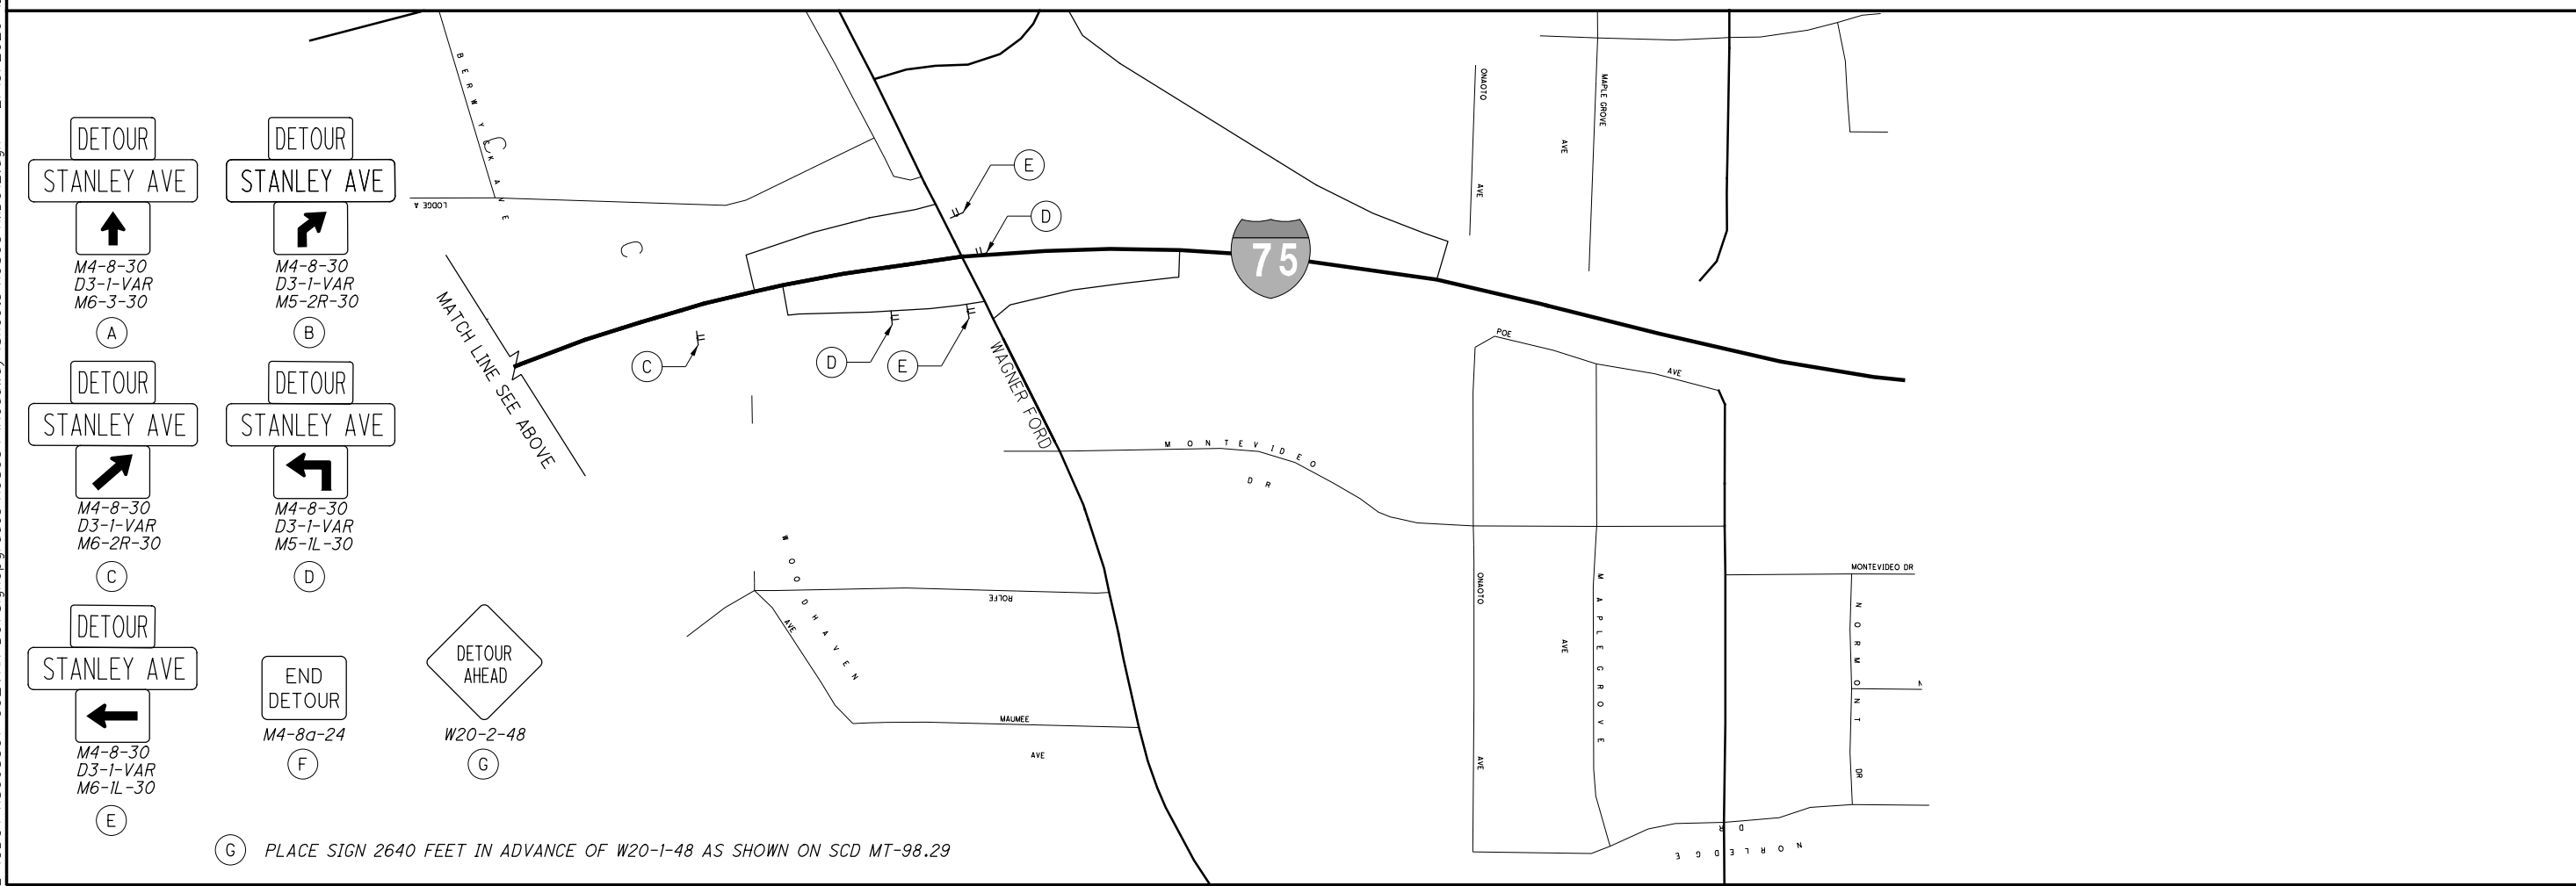 DETOUR
STANLEY AVE
M4-8-30
D3-1-VAR
M6-3-30
A
DETOUR
STANLEY AVE
M4-8-30
D3-1-VAR
M5-2R-30
B
DETOUR
STANLEY AVE
M4-8-30
D3-1-VAR
M6-2R-30
C
DETOUR
STANLEY AVE
M4-8-30
D3-1-VAR
M5-1L-30
D
DETOUR
STANLEY AVE
M4-8-30
D3-1-VAR
M6-1L-30
E
END
DETOUR
M4-8a-24
F
DETOUR
AHEAD
W20-2-48
G
G PLACE SIGN 2640 FEET IN ADVANCE OF W20-1-48 AS SHOWN ON SCD MT-98.29
LODGE A
C
C
MATCH LINE SEE ABOVE
E
D
C
D
E
75
WAGNER FORD
ONAOTO
AVE
MAPLE GROVE
AVE
POE
AVE
MONTEVIDEO
DR
WOODHAVEN
AVE
ROLFE
MAUMEE
AVE
ONAOTO
AVE
MAPLE GROVE
AVE
MONTEVIDEO DR
NORMONT
DR
NORLEDGE
DR